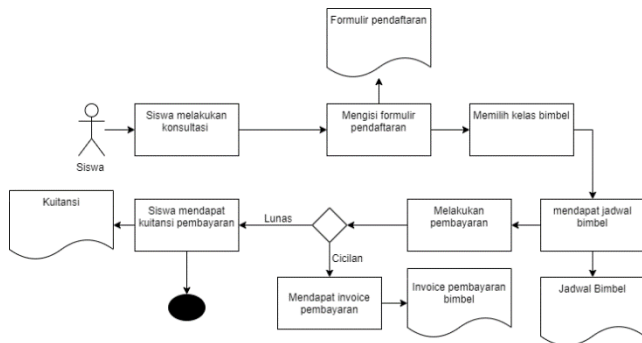 Formulir pendaftaran
Siswa melakukan
konsultasi
Mengisi formulir
pendaftaran
Memilih kelas bimbel
Siswa
Kuitansi
Siswa mendapat
kuitansi pembayaran
Lunas
Melakukan
pembayaran
mendapat jadwal
bimbel
Cicilan
Mendapat invoice
pembayaran
Invoice pembayaran
bimbel
Jadwal Bimbel